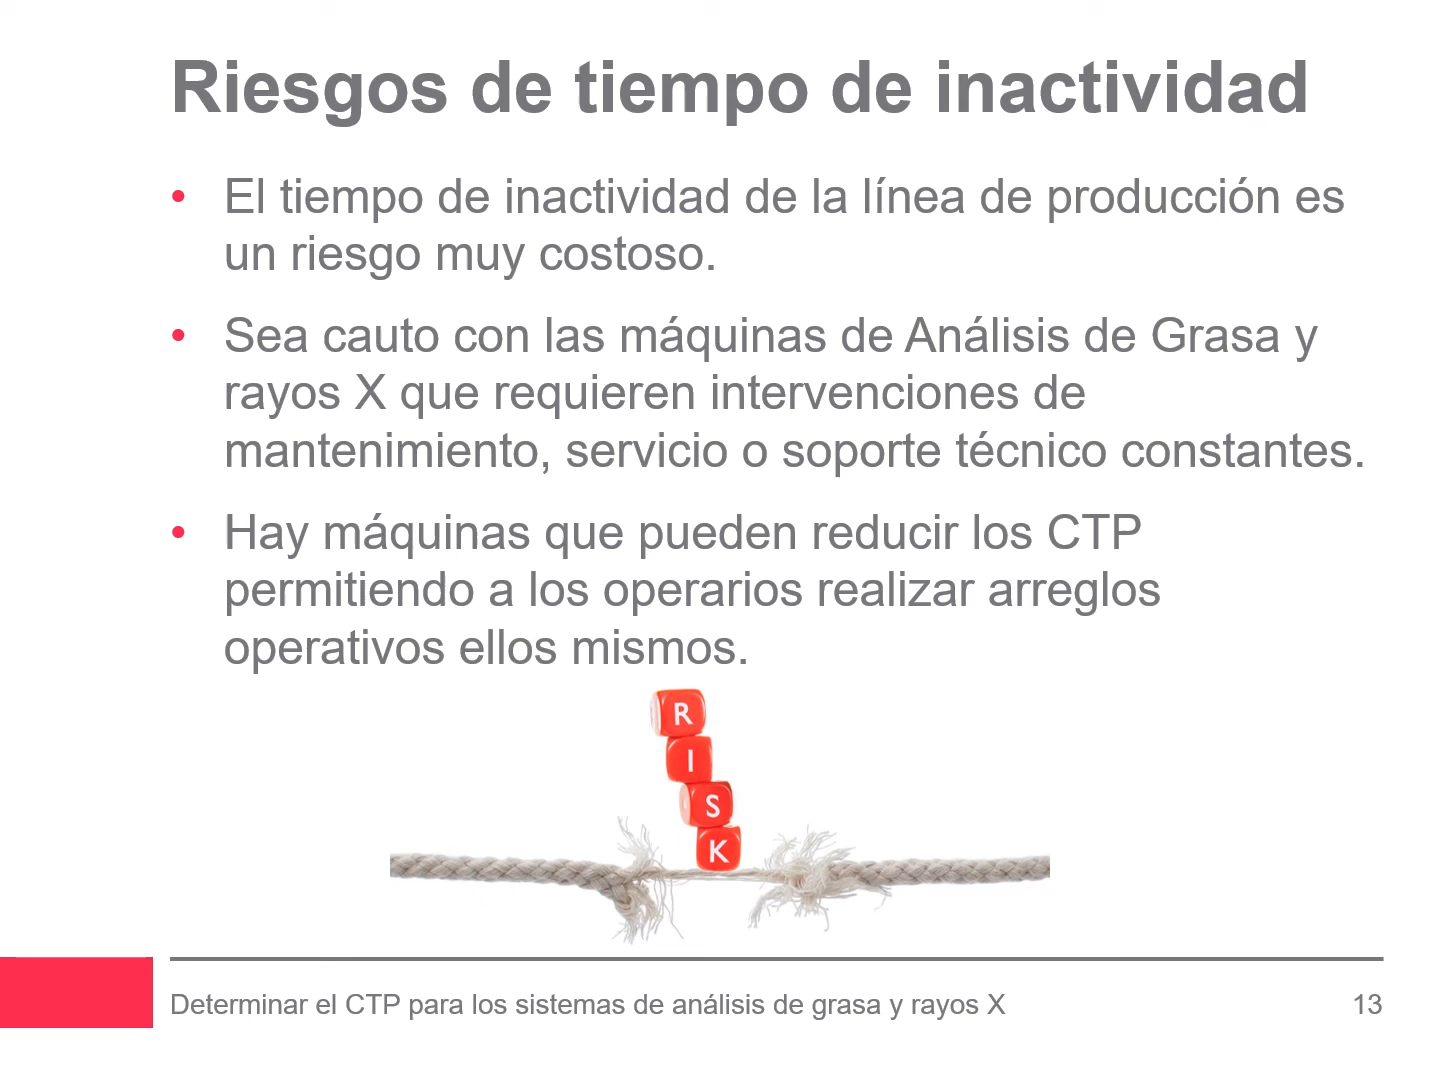 Riesgos de tiempo de inactividad
• El tiempo de inactividad de la línea de producción es
un riesgo muy costoso.
• Sea cauto con las máquinas de Análisis de Grasa y
rayos X que requieren intervenciones de
mantenimiento, servicio o soporte técnico constantes.
• Hay máquinas que pueden reducir los CTP
permitiendo a los operarios realizar arreglos
operativos ellos mismos.
R
I
S
K
Determinar el CTP para los sistemas de análisis de grasa y rayos X 13